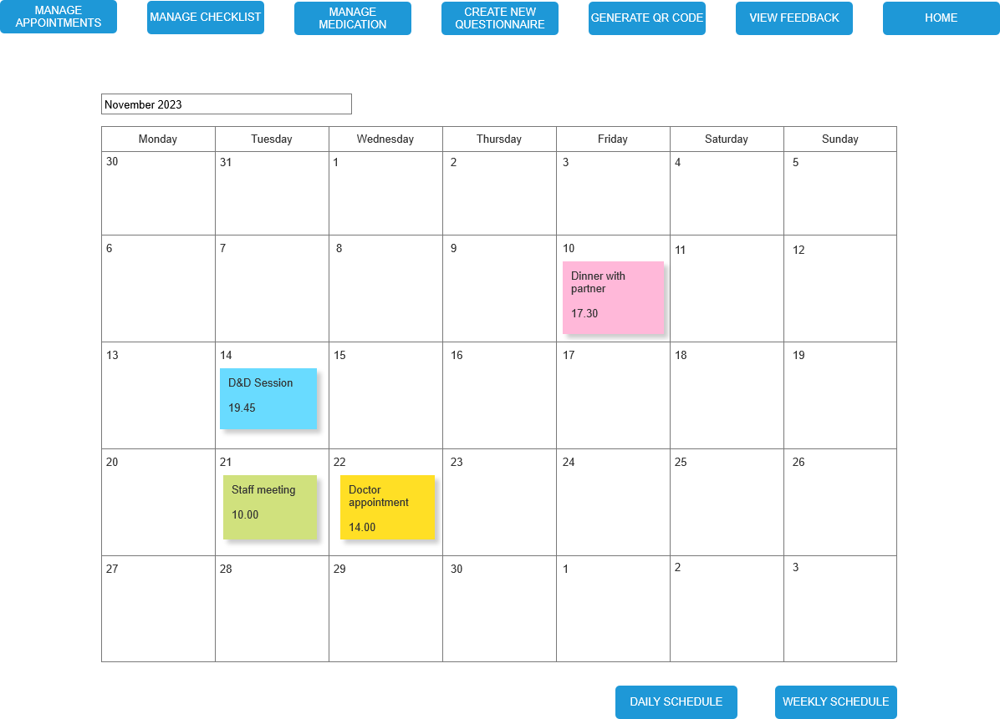 MANAGE
APPOINTMENTS
MANAGE CHECKLIST
MANAGE
MEDICATION
CREATE NEW
QUESTIONNAIRE
GENERATE QR CODE
VIEW FEEDBACK
HOME
November 2023
Monday Tuesday Wednesday Thursday Friday Saturday Sunday
30 31 1 2 3 4 5
6 7 8 9 10 11 12
Dinner with
partner
17.30
13 14 15 16 17 18 19
D&D Session
19.45
20 21 22 23 24 25 26
Staff meeting
10.00
Doctor
appointment
14.00
27 28 29 30 1 2 3
DAILY SCHEDULE
WEEKLY SCHEDULE